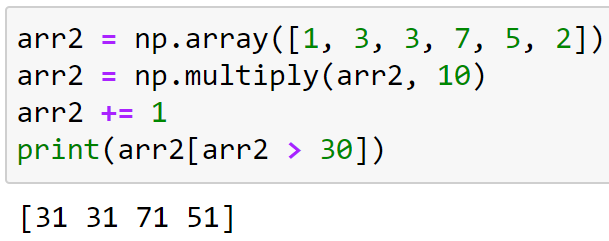 arr2 = np.array([1, 3, 3, 7, 5, 2])
arr2 = np.multiply(arr2, 10)
arr2 += 1
print(arr2[arr2 > 30])
[31 31 71 51]